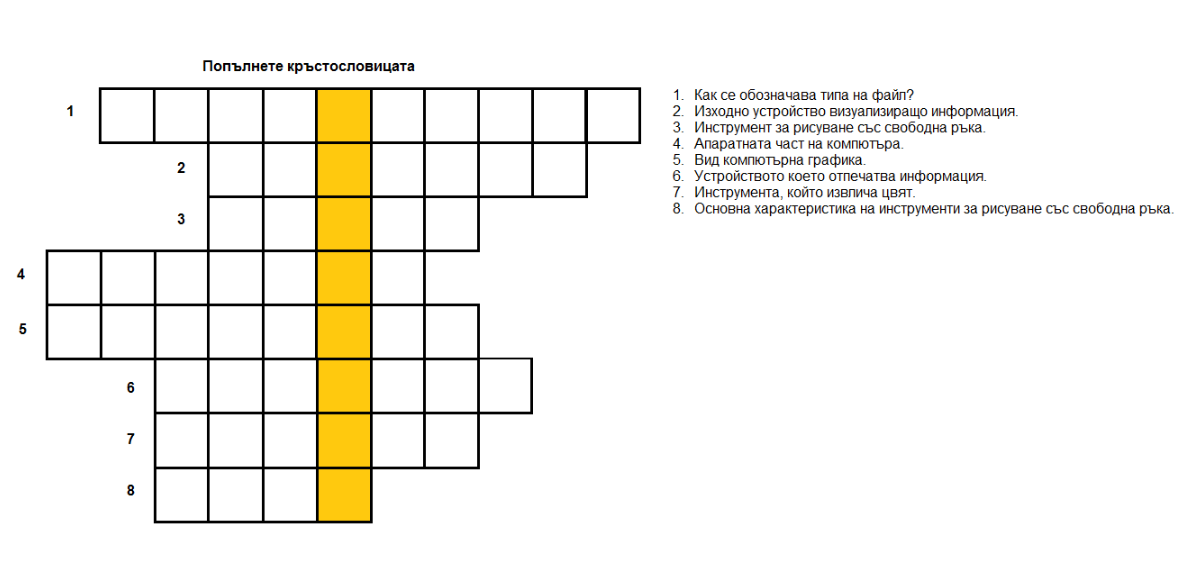 Попълнете кръстословицата
1
2
3
4
5
6
7
8
1. Как се обозначава типа на файл?
2. Изходно устройство визуализиращо информация.
3. Инструмент за рисуване със свободна ръка.
4. Апаратната част на компютъра.
5. Вид компютърна графика.
6. Устройството което отпечатва информация.
7. Инструмента, който извлича цвят.
8. Основна характеристика на инструменти за рисуване със свободна ръка.